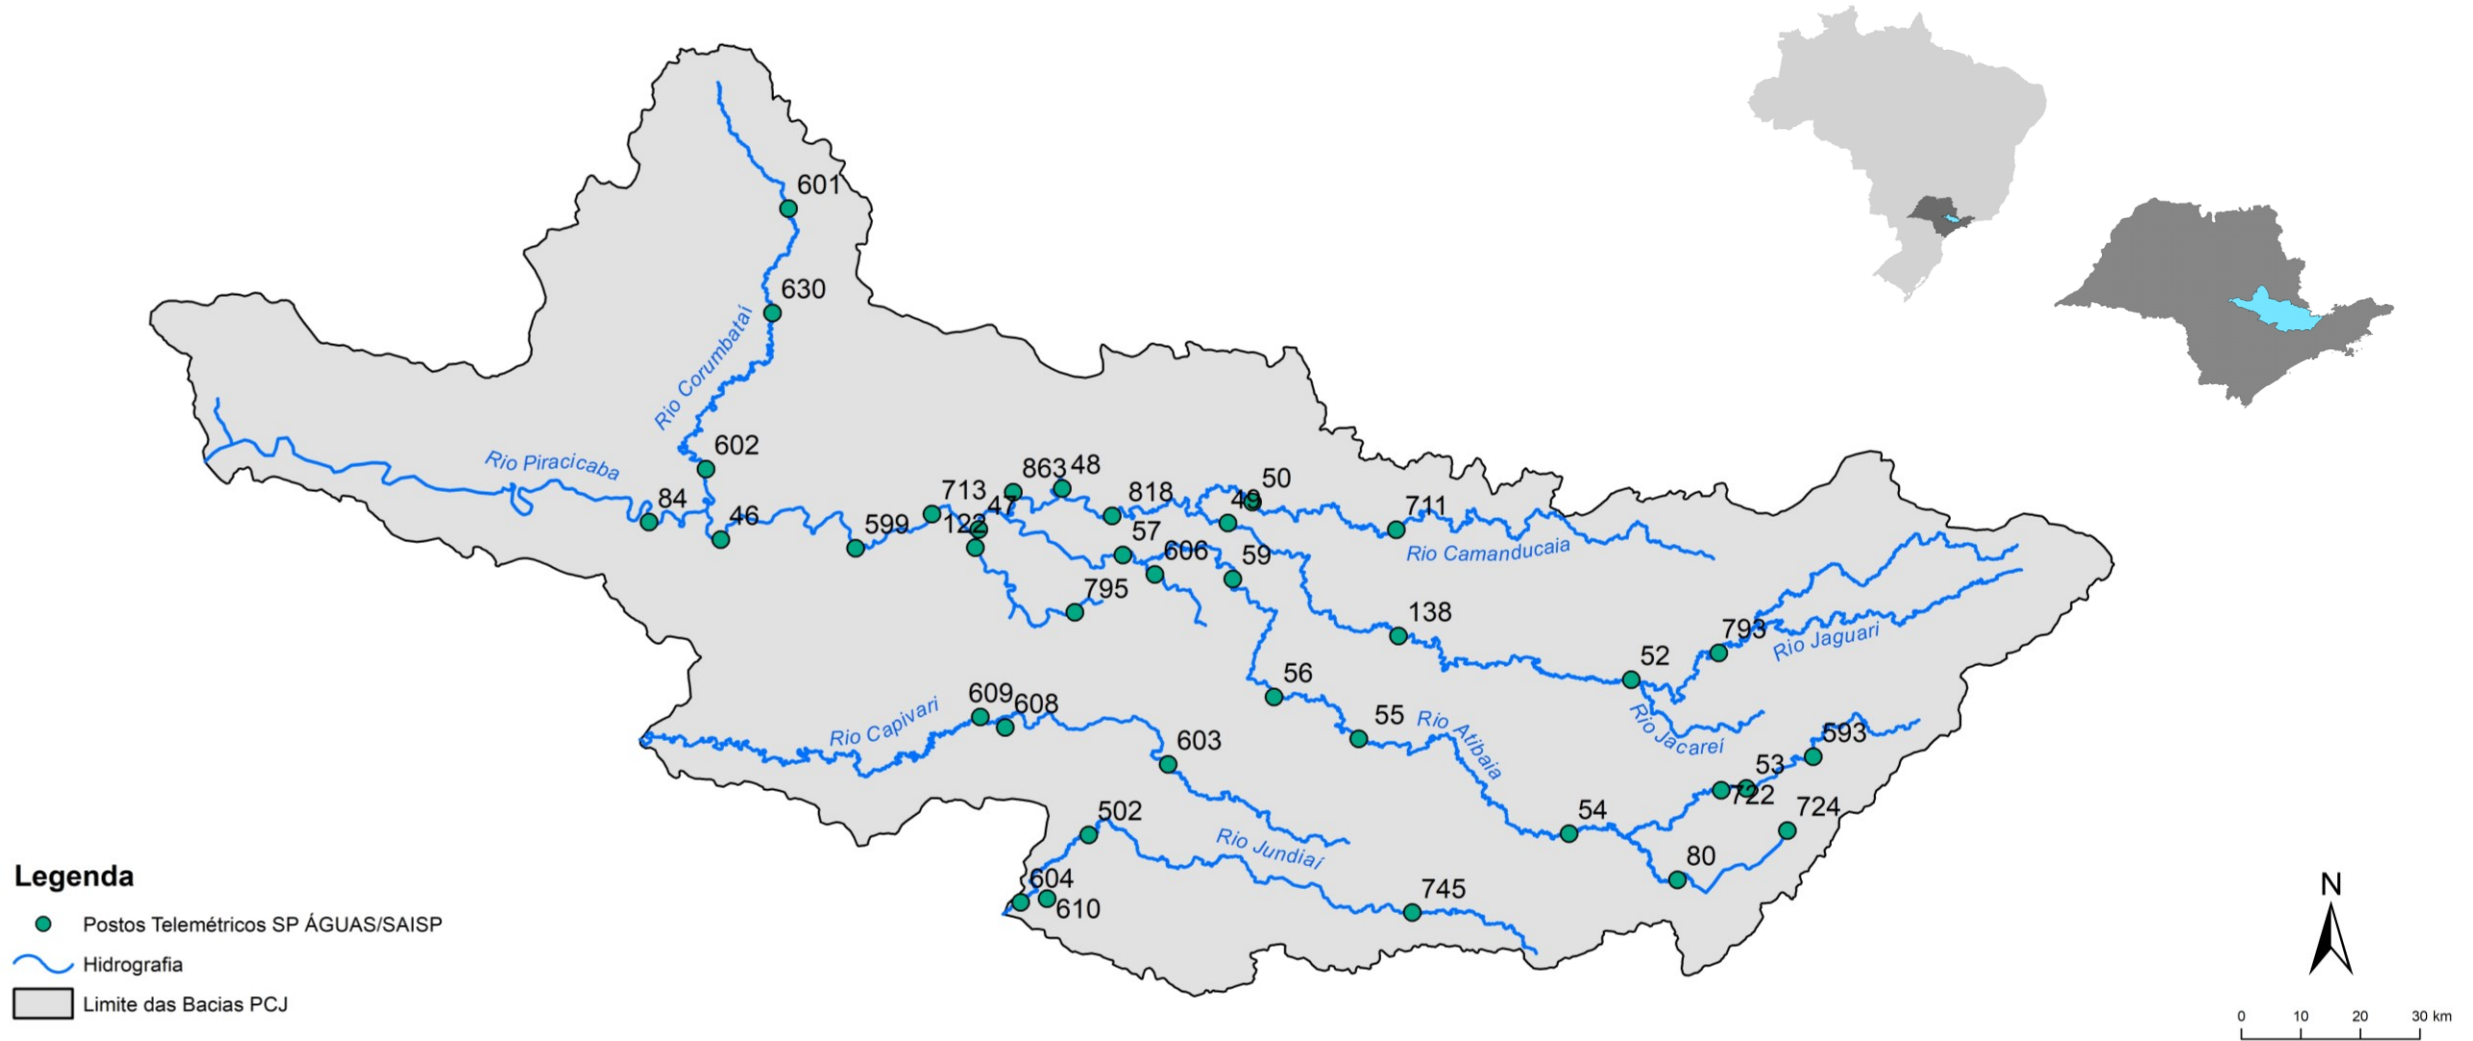 601
630
Rio Corumbataí
602
Rio Piracicaba
84
46
599
713
122
47
863
48
818
50
49
57
606
59
795
711
Rio Camanducaia
138
52
793
Rio Jaguari
Rio Jacareí
56
55
Rio Atibaia
593
53
722
724
54
80
609
608
Rio Capivari
603
502
Rio Jundiaí
745
604
610
Legenda
Postos Telemétricos SP ÁGUAS/SAISP
Hidrografia
Limite das Bacias PCJ
N
0 10 20 30 km